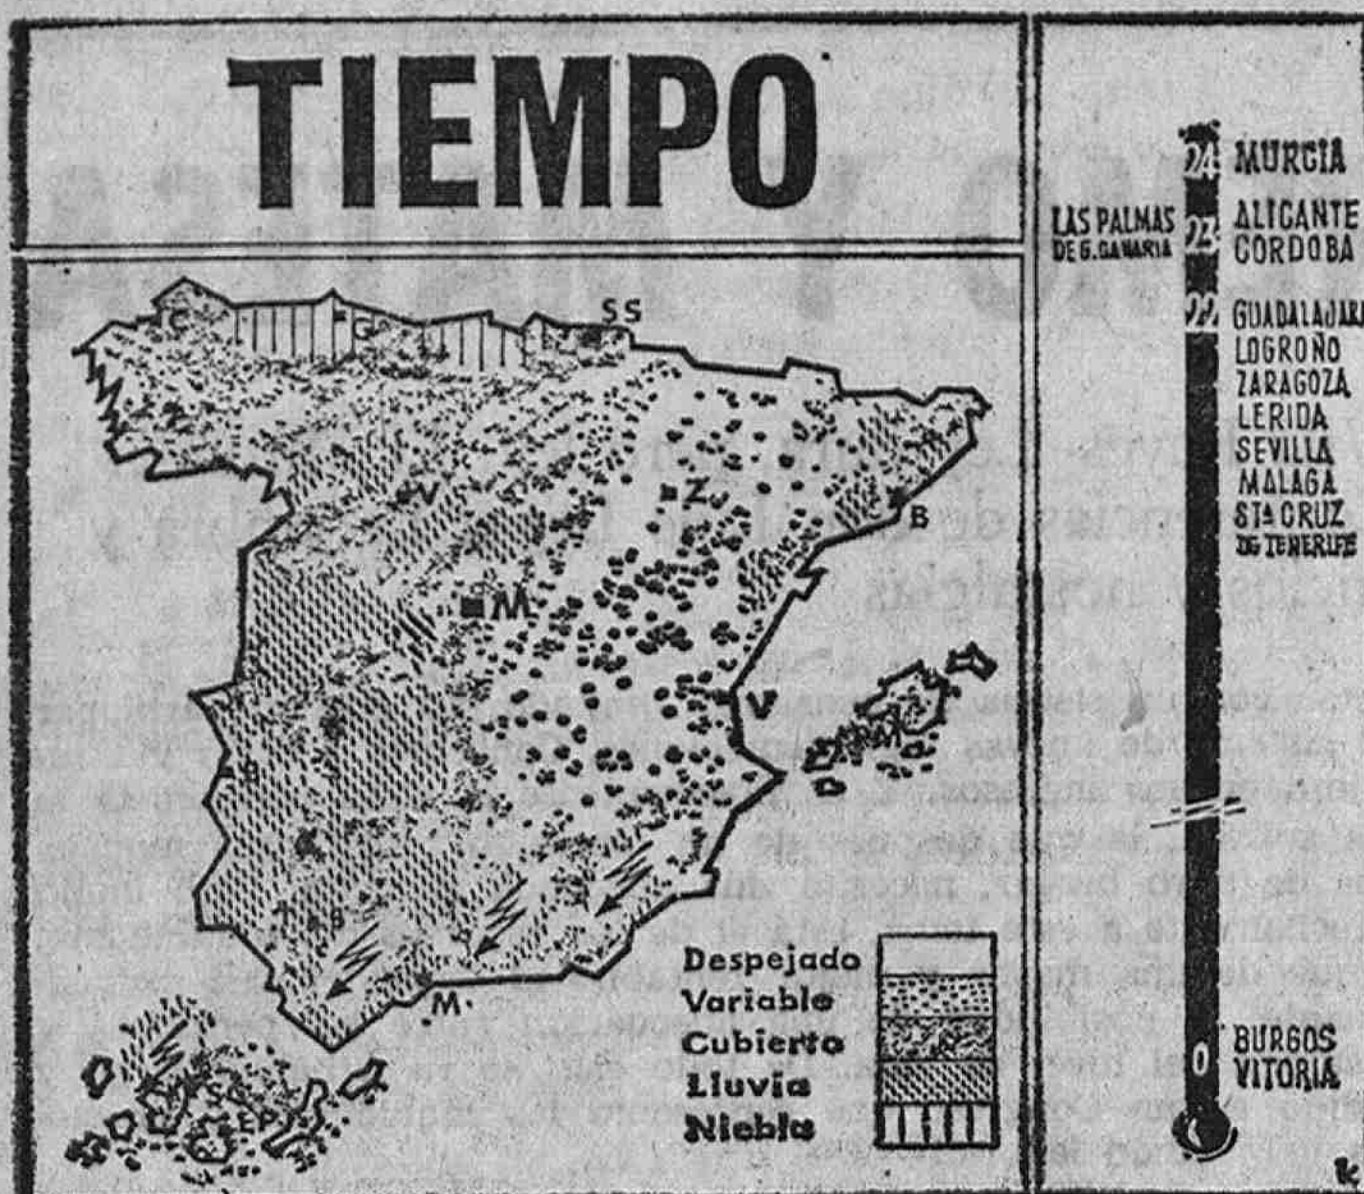 TIEMPO
C
G
SS
V
Z
B
M
V
PM
B
M.
Despejado
Variable
Cubierto
Lluvia
Niebla
24 MURCIA
LAS PALMAS
DE G. CANARIA
23 ALICANTE
CORDOBA
22 GUADALAJARA
LOGROÑO
ZARAGOZA
LERIDA
SEVILLA
MALAGA
STA CRUZ
DE TENERIFE
0 BURGOS
VITORIA